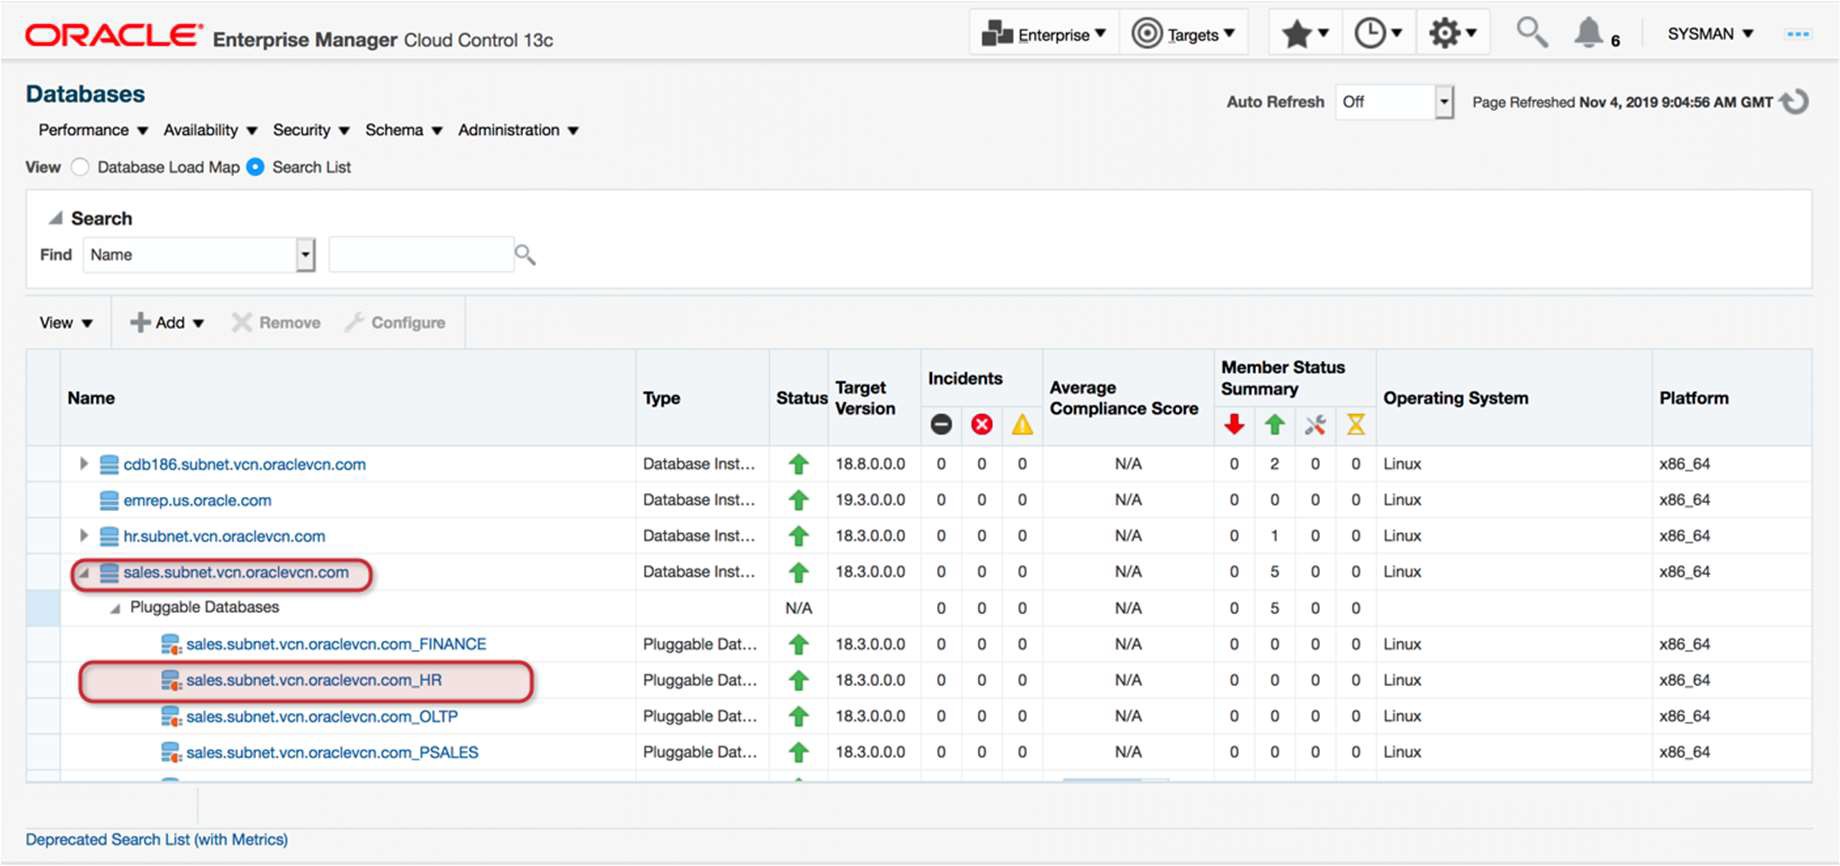 ORACLE® Enterprise Manager Cloud Control 13c Enterprise Targets 6 SYSMAN
Databases
Auto Refresh Off Page Refreshed Nov 4, 2019 9:04:56 AM GMT
Performance Availability Security Schema Administration
View Database Load Map Search List
Search
Find Name
View Add Remove Configure
Name Type Status Target Version Incidents Average Compliance Score Member Status Summary Operating System Platform
cdb186.subnet.vcn.oraclevcn.com Database Inst... 18.8.0.0.0 0 0 0 N/A 0 2 0 0 Linux x86_64
emrep.us.oracle.com Database Inst... 19.3.0.0.0 0 0 0 N/A 0 0 0 0 Linux x86_64
hr.subnet.vcn.oraclevcn.com Database Inst... 18.3.0.0.0 0 0 0 N/A 0 1 0 0 Linux x86_64
sales.subnet.vcn.oraclevcn.com Database Inst... 18.3.0.0.0 0 0 0 N/A 0 5 0 0 Linux x86_64
Pluggable Databases N/A 0 0 0 N/A 0 5 0 0
sales.subnet.vcn.oraclevcn.com_FINANCE Pluggable Dat... 18.3.0.0.0 0 0 0 N/A 0 0 0 0 Linux x86_64
sales.subnet.vcn.oraclevcn.com_HR Pluggable Dat... 18.3.0.0.0 0 0 0 N/A 0 0 0 0 Linux x86_64
sales.subnet.vcn.oraclevcn.com_OLTP Pluggable Dat... 18.3.0.0.0 0 0 0 N/A 0 0 0 0 Linux x86_64
sales.subnet.vcn.oraclevcn.com_PSALES Pluggable Dat... 18.3.0.0.0 0 0 0 N/A 0 0 0 0 Linux x86_64
Deprecated Search List (with Metrics)